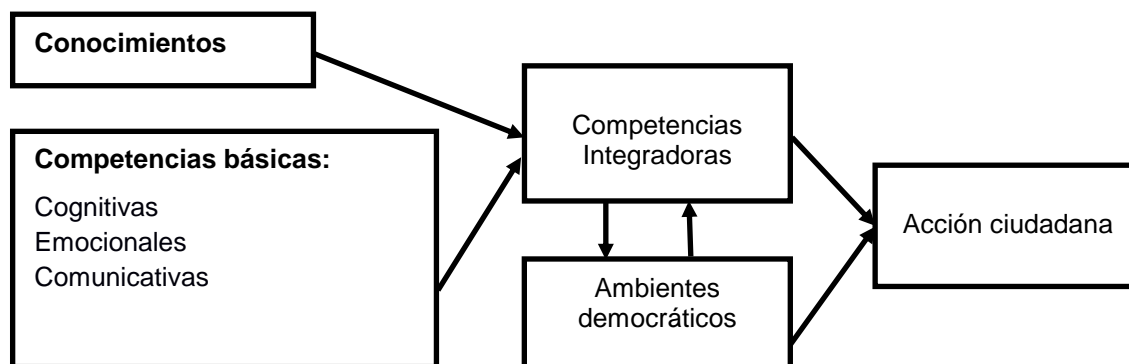 Conocimientos
Competencias básicas:
Cognitivas
Emocionales
Comunicativas
Competencias
Integradoras
Ambientes
democráticos
Acción ciudadana